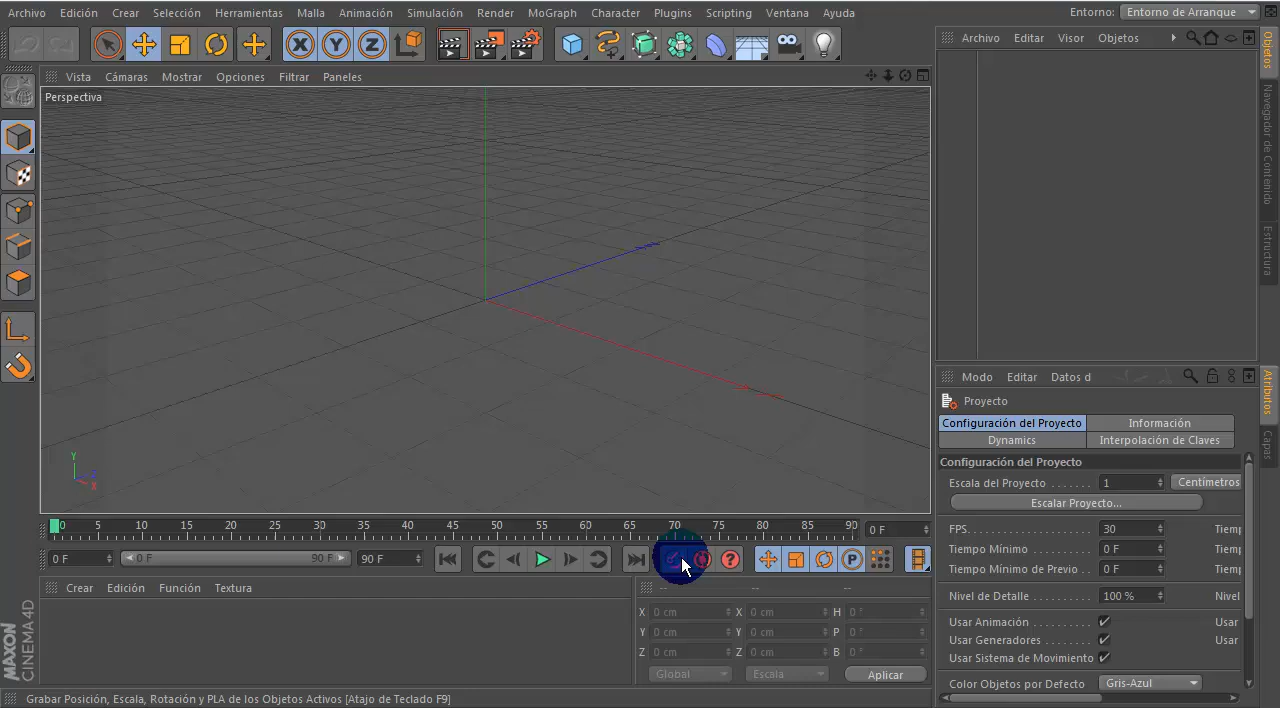 Archivo Edición Crear Selección Herramientas Malla Animación Simulación Render MoGraph Character Plugins Scripting Ventana Ayuda Entorno: Entorno de Arranque
X Y Z
Archivo Editar Visor Objetos
Vista Cámaras Mostrar Opciones Filtrar Paneles
Perspectiva
Objetos
Navegador de Contenido
Estructura
Y
Z
X
Modo Editar Datos d
Proyecto
Configuración del Proyecto Información
Dynamics Interpolación de Claves
Configuración del Proyecto
Escala del Proyecto . . . . . . . 1 Centímetros
Escalar Proyecto...
FPS. . . . . . . . . . . . . . . . . 30 Tiemp
Tiempo Mínimo . . . . . . . . . . 0 F Tiemp
Tiempo Mínimo de Previo . . 0 F Tiemp
Nivel de Detalle . . . . . . . . . . 100 % Nivel
Usar Animación . . . . . . . . . . Usar
Usar Generadores . . . . . . . . Usar
Usar Sistema de Movimiento
Color Objetos por Defecto Gris-Azul
Atributos
Capas
0 5 10 15 20 25 30 35 40 45 50 55 60 65 70 75 80 85 90 0 F
0 F 0 F 90 F 90 F ? P
Crear Edición Función Textura
-- -- --
X 0 cm X 0 cm H 0 °
Y 0 cm Y 0 cm P 0 °
Z 0 cm Z 0 cm B 0 °
Global Escala Aplicar
MAXON
CINEMA 4D
Grabar Posición, Escala, Rotación y PLA de los Objetos Activos [Atajo de Teclado F9]